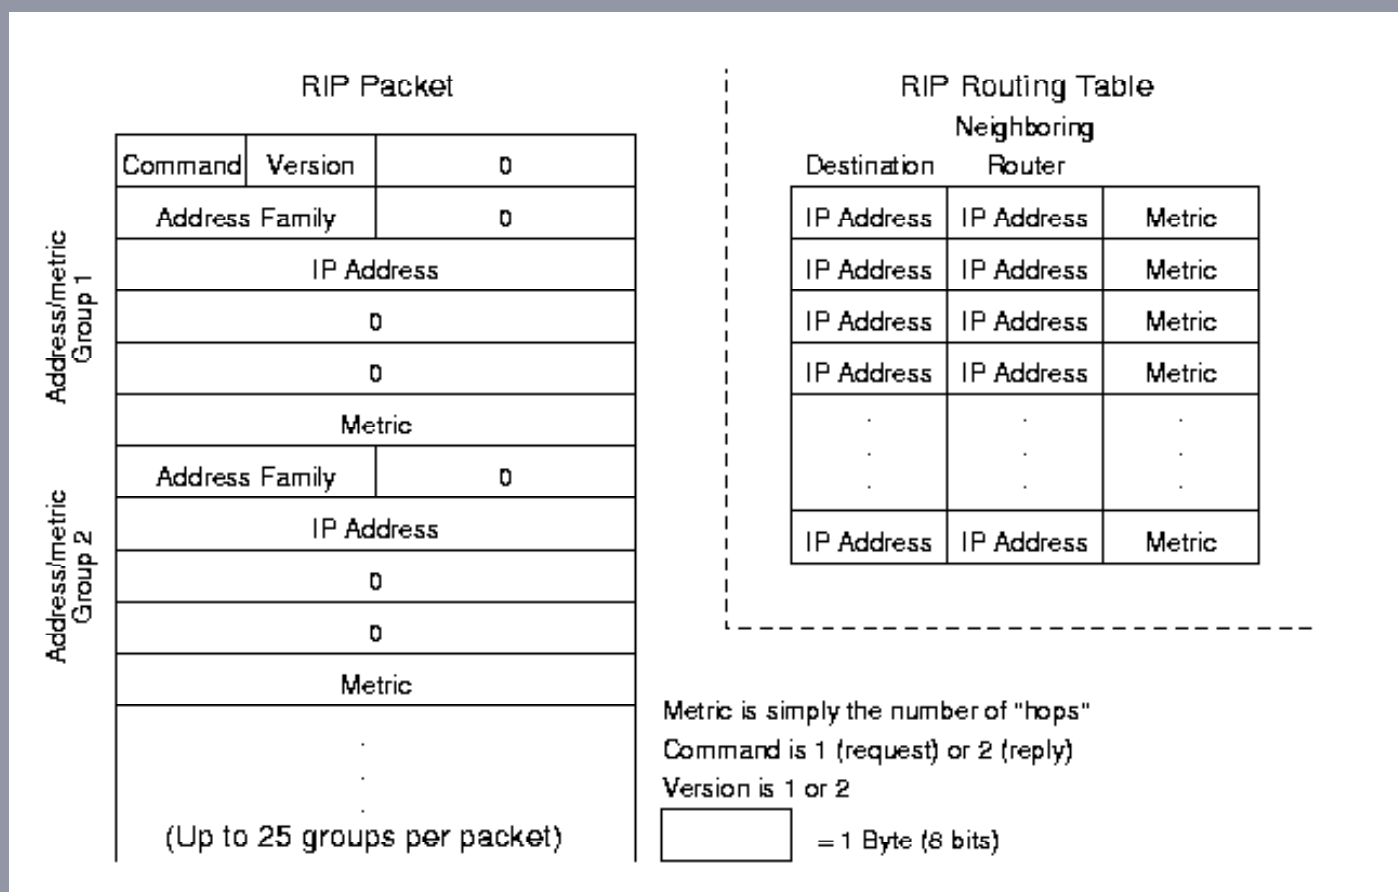 RIP Packet
Command Version 0
Address Family 0
IP Address
0
0
Metric
Address Family 0
IP Address
0
0
Metric
.
.
.
(Up to 25 groups per packet)
Address/metric
Group 1
Address/metric
Group 2
RIP Routing Table
Neighboring
Destination Router
IP Address IP Address Metric
IP Address IP Address Metric
IP Address IP Address Metric
IP Address IP Address Metric
. . .
. . .
. . .
IP Address IP Address Metric
Metric is simply the number of "hops"
Command is 1 (request) or 2 (reply)
Version is 1 or 2
= 1 Byte (8 bits)